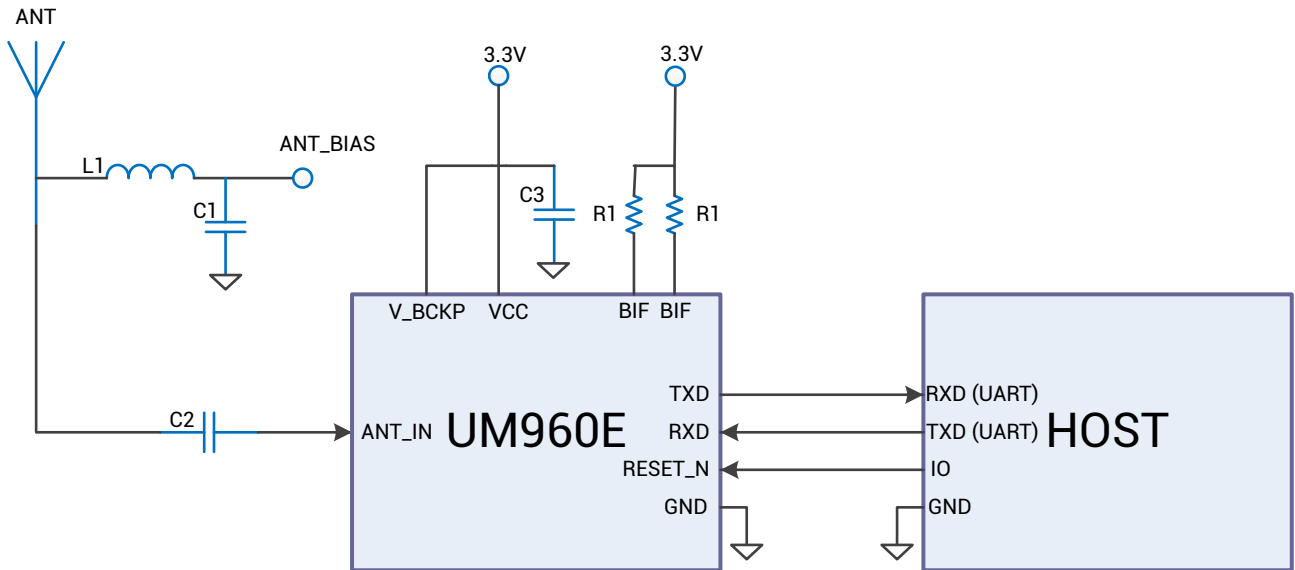 ANT
3.3V
3.3V
ANT_BIAS
L1
C1
C3
R1
R1
V_BCKP
VCC
BIF
BIF
C2
ANT_IN
UM960E
TXD
RXD
RESET_N
GND
RXD (UART)
TXD (UART)
HOST
IO
GND